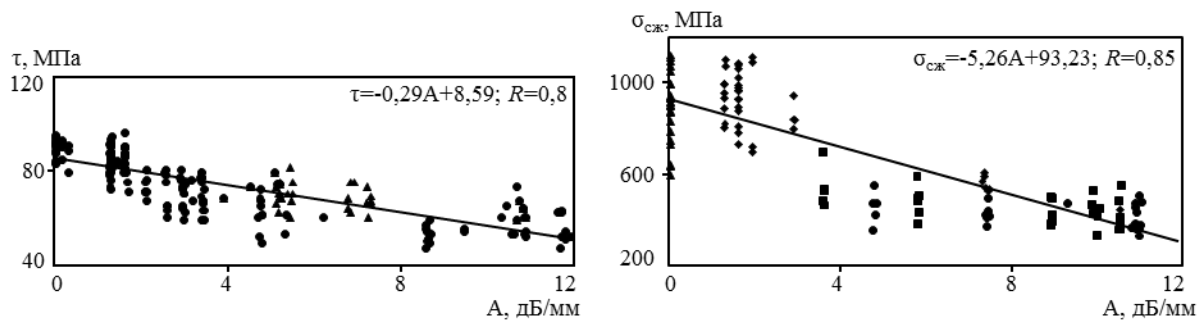 τ, МПа
120
τ=-0,29A+8,59; R=0,8
80
40
0
4
8
12
A, дБ/мм
σсж, МПа
σсж=-5,26A+93,23; R=0,85
1000
600
200
0
4
8
12
A, дБ/мм